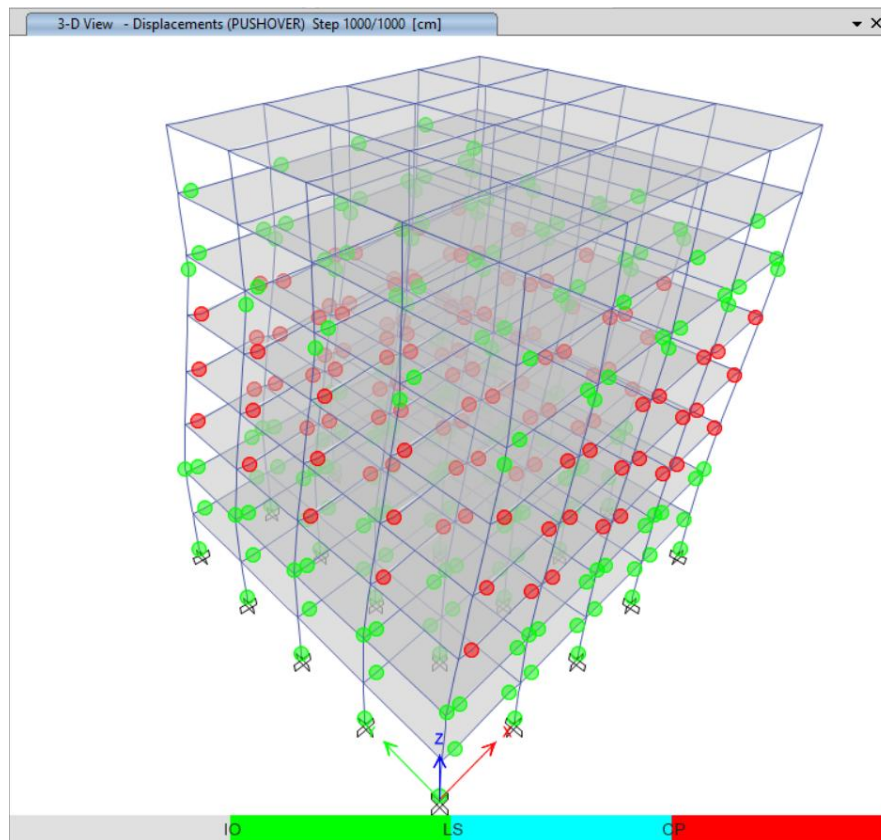 3-D View - Displacements (PUSHOVER) Step 1000/1000 [cm]
Z
X
IO LS CP